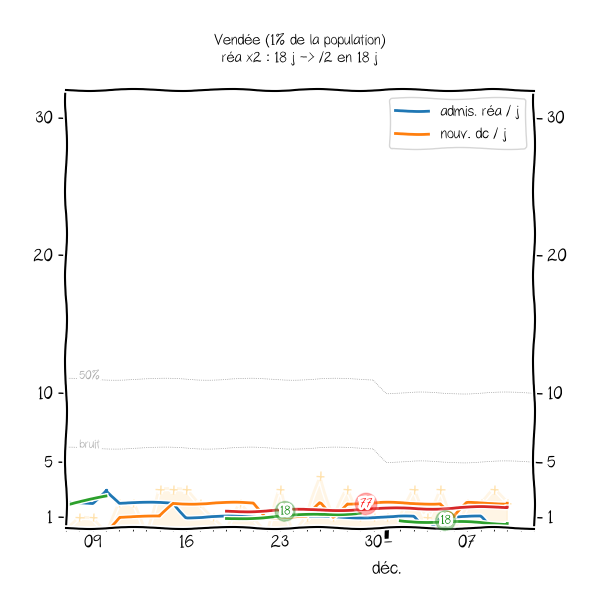 Vendée (1% de la population)
réa x2 : 18 j -> /2 en 18 j
admis. réa / j
nouv. dc / j
30 30
20 20
50%
10 10
bruit
5 5
18 77 18
1 1
09 16 23 30 07
déc.